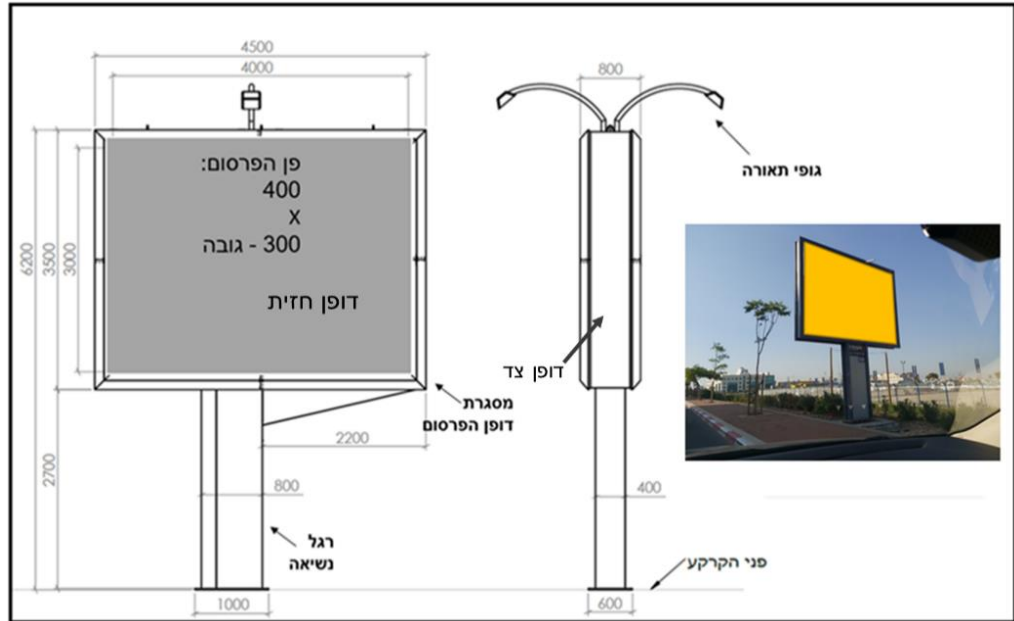 4500
4000
800
גופי תאורה
פן הפרסום:
400
X
300 - גובה
דופן חזית
6200
3500
3000
דופן צד
מסגרת
דופן הפרסום
2200
2700
800
400
רגל
נשיאה
פני הקרקע
1000
600